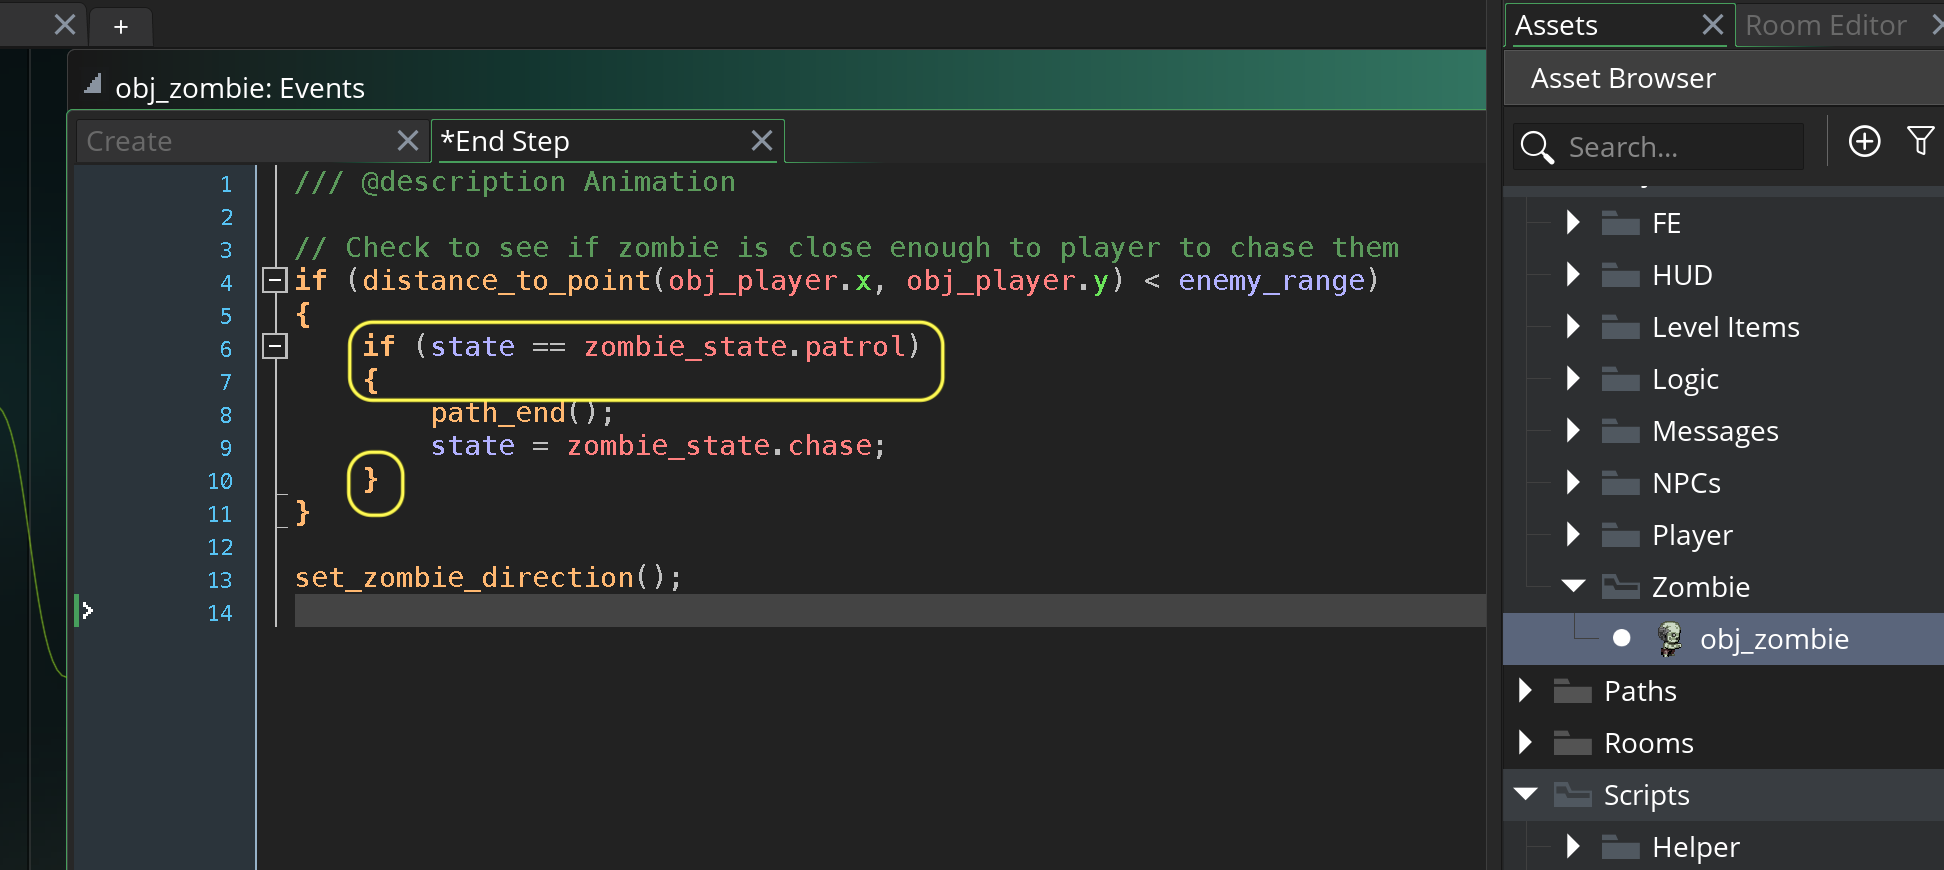 +
obj_zombie: Events
Create
*End Step
1 /// @description Animation
2
3 // Check to see if zombie is close enough to player to chase them
4 if (distance_to_point(obj_player.x, obj_player.y) < enemy_range)
5 {
6 if (state == zombie_state.patrol)
7 {
8 path_end();
9 state = zombie_state.chase;
10 }
11 }
12
13 set_zombie_direction();
14
Assets
Room Editor
Asset Browser
Search...
FE
HUD
Level Items
Logic
Messages
NPCs
Player
Zombie
obj_zombie
Paths
Rooms
Scripts
Helper